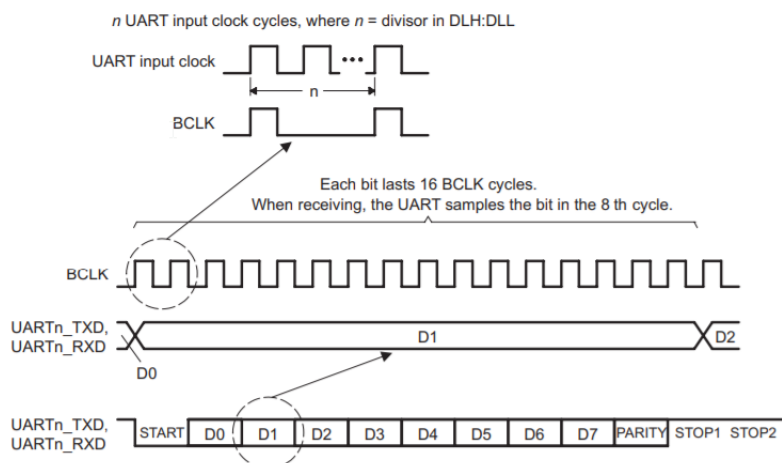 n UART input clock cycles, where n = divisor in DLH:DLL
UART input clock
n
BCLK
Each bit lasts 16 BCLK cycles.
When receiving, the UART samples the bit in the 8 th cycle.
BCLK
UARTn_TXD,
UARTn_RXD
D1
D2
D0
UARTn_TXD,
UARTn_RXD
START D0 D1 D2 D3 D4 D5 D6 D7 PARITY STOP1 STOP2